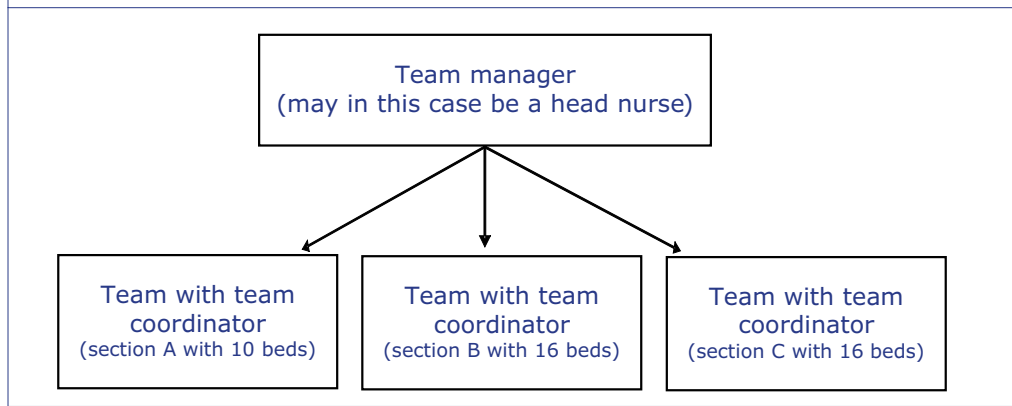 Team manager
(may in this case be a head nurse)
Team with team
coordinator
(section A with 10 beds)
Team with team
coordinator
(section B with 16 beds)
Team with team
coordinator
(section C with 16 beds)